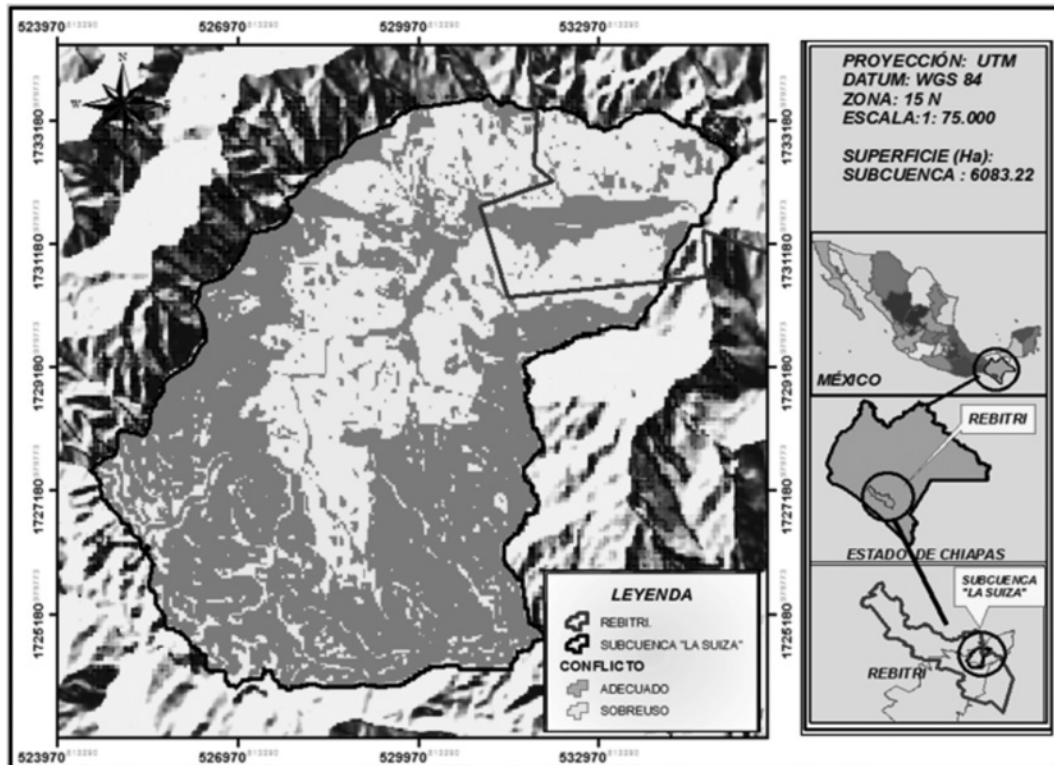 523970 526970 529970 532970
N
W
1733180
1731180
1729180
1727180
1725180
1733180
1731180
1729180
1727180
1725180
LEYENDA
REBITRI.
SUBCUENCA "LA SUIZA"
CONFLICTO
ADECUADO
SOBREUSO
523970 526970 529970 532970
PROYECCIÓN: UTM
DATUM: WGS 84
ZONA: 15 N
ESCALA:1: 75.000
SUPERFICIE (Ha):
SUBCUENCA : 6083.22
MÉXICO
REBITRI
ESTADO DE CHIAPAS
SUBCUENCA
"LA SUIZA"
REBITRI